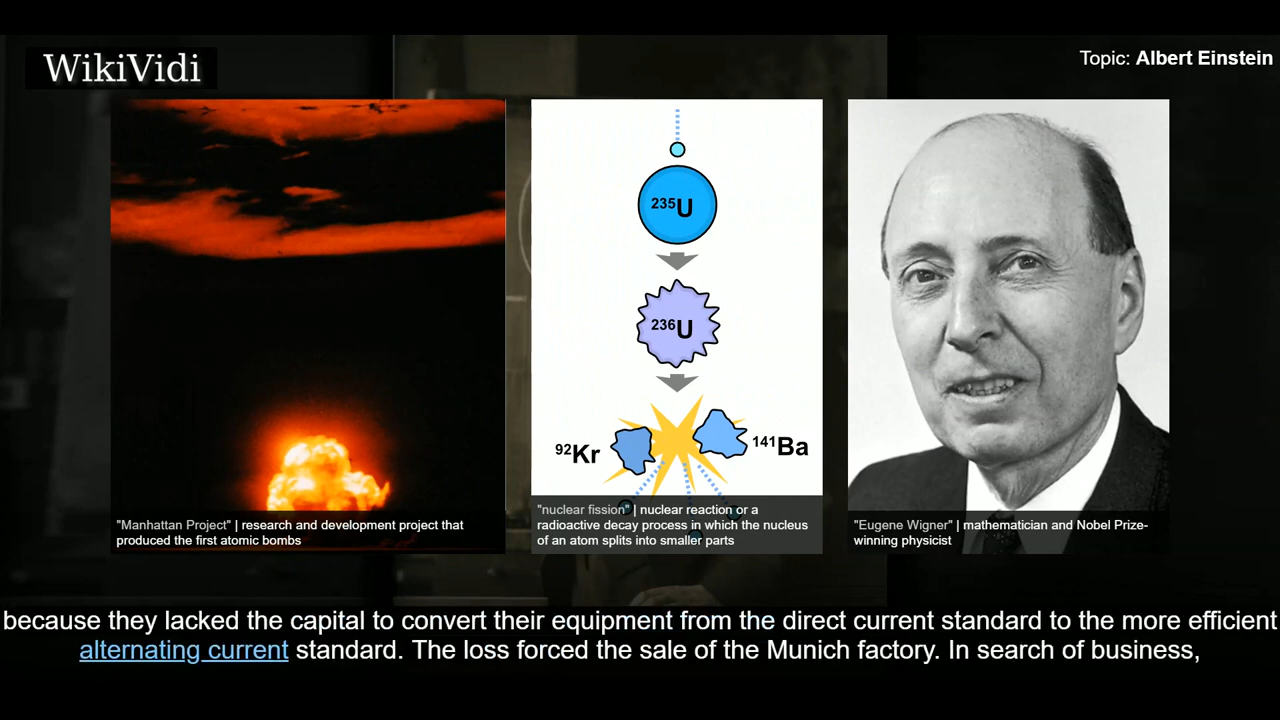 WikiVidi
Topic: Albert Einstein
²³⁵U
²³⁶U
⁹²Kr
¹⁴¹Ba
"Manhattan Project" | research and development project that
produced the first atomic bombs
"nuclear fission" | nuclear reaction or a
radioactive decay process in which the nucleus
of an atom splits into smaller parts
"Eugene Wigner" | mathematician and Nobel Prize-
winning physicist
because they lacked the capital to convert their equipment from the direct current standard to the more efficient
alternating current standard. The loss forced the sale of the Munich factory. In search of business,